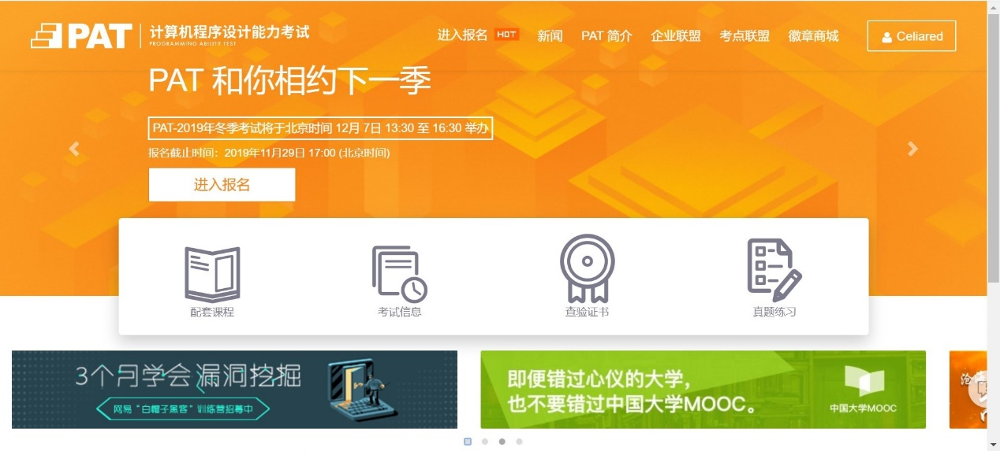 PAT 计算机程序设计能力考试
PROGRAMMING ABILITY TEST
进入报名 HOT 新闻 PAT 简介 企业联盟 考点联盟 徽章商城 Celiared
PAT 和你相约下一季
PAT-2019年冬季考试将于北京时间 12月 7日 13:30 至 16:30 举办
报名截止时间：2019年11月29日 17:00 (北京时间)
进入报名
配套课程 考试信息 查验证书 真题练习
3个月学会漏洞挖掘
网易“白帽子黑客”训练营招募中
即便错过心仪的大学，
也不要错过中国大学MOOC。
中国大学MOOC